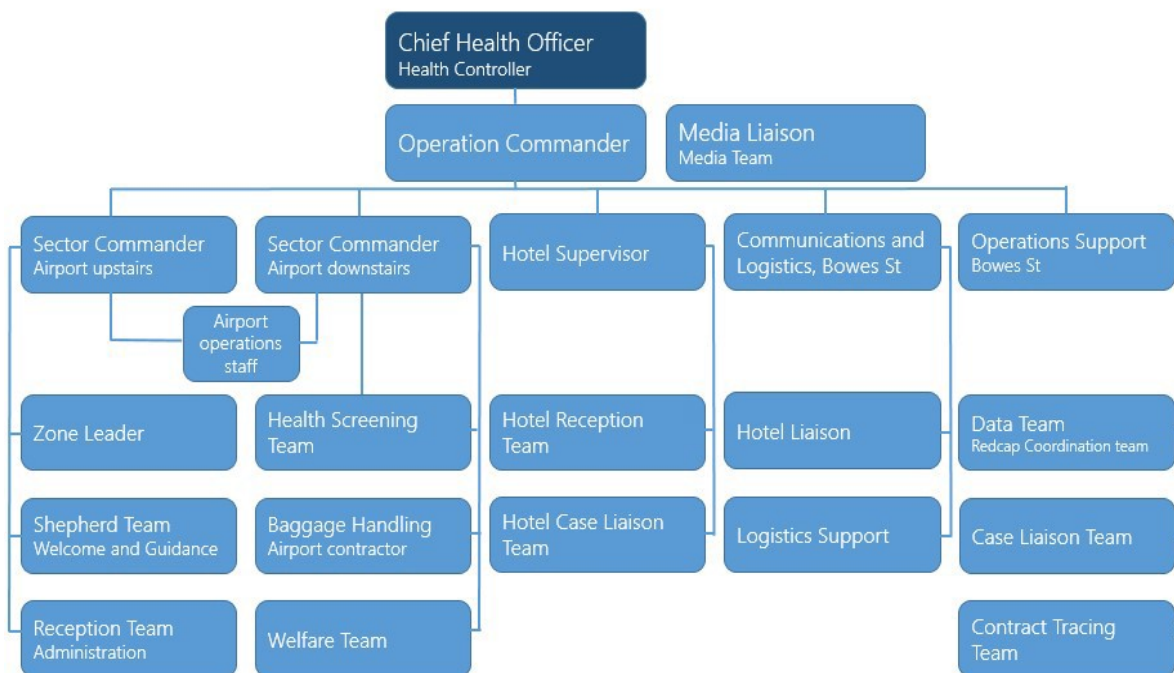 Chief Health Officer
Health Controller
Operation Commander
Media Liaison
Media Team
Sector Commander
Airport upstairs
Sector Commander
Airport downstairs
Hotel Supervisor
Communications and
Logistics, Bowes St
Operations Support
Bowes St
Airport
operations
staff
Zone Leader
Health Screening
Team
Hotel Reception
Team
Hotel Liaison
Data Team
Redcap Coordination team
Shepherd Team
Welcome and Guidance
Baggage Handling
Airport contractor
Hotel Case Liaison
Team
Logistics Support
Case Liaison Team
Reception Team
Administration
Welfare Team
Contract Tracing
Team